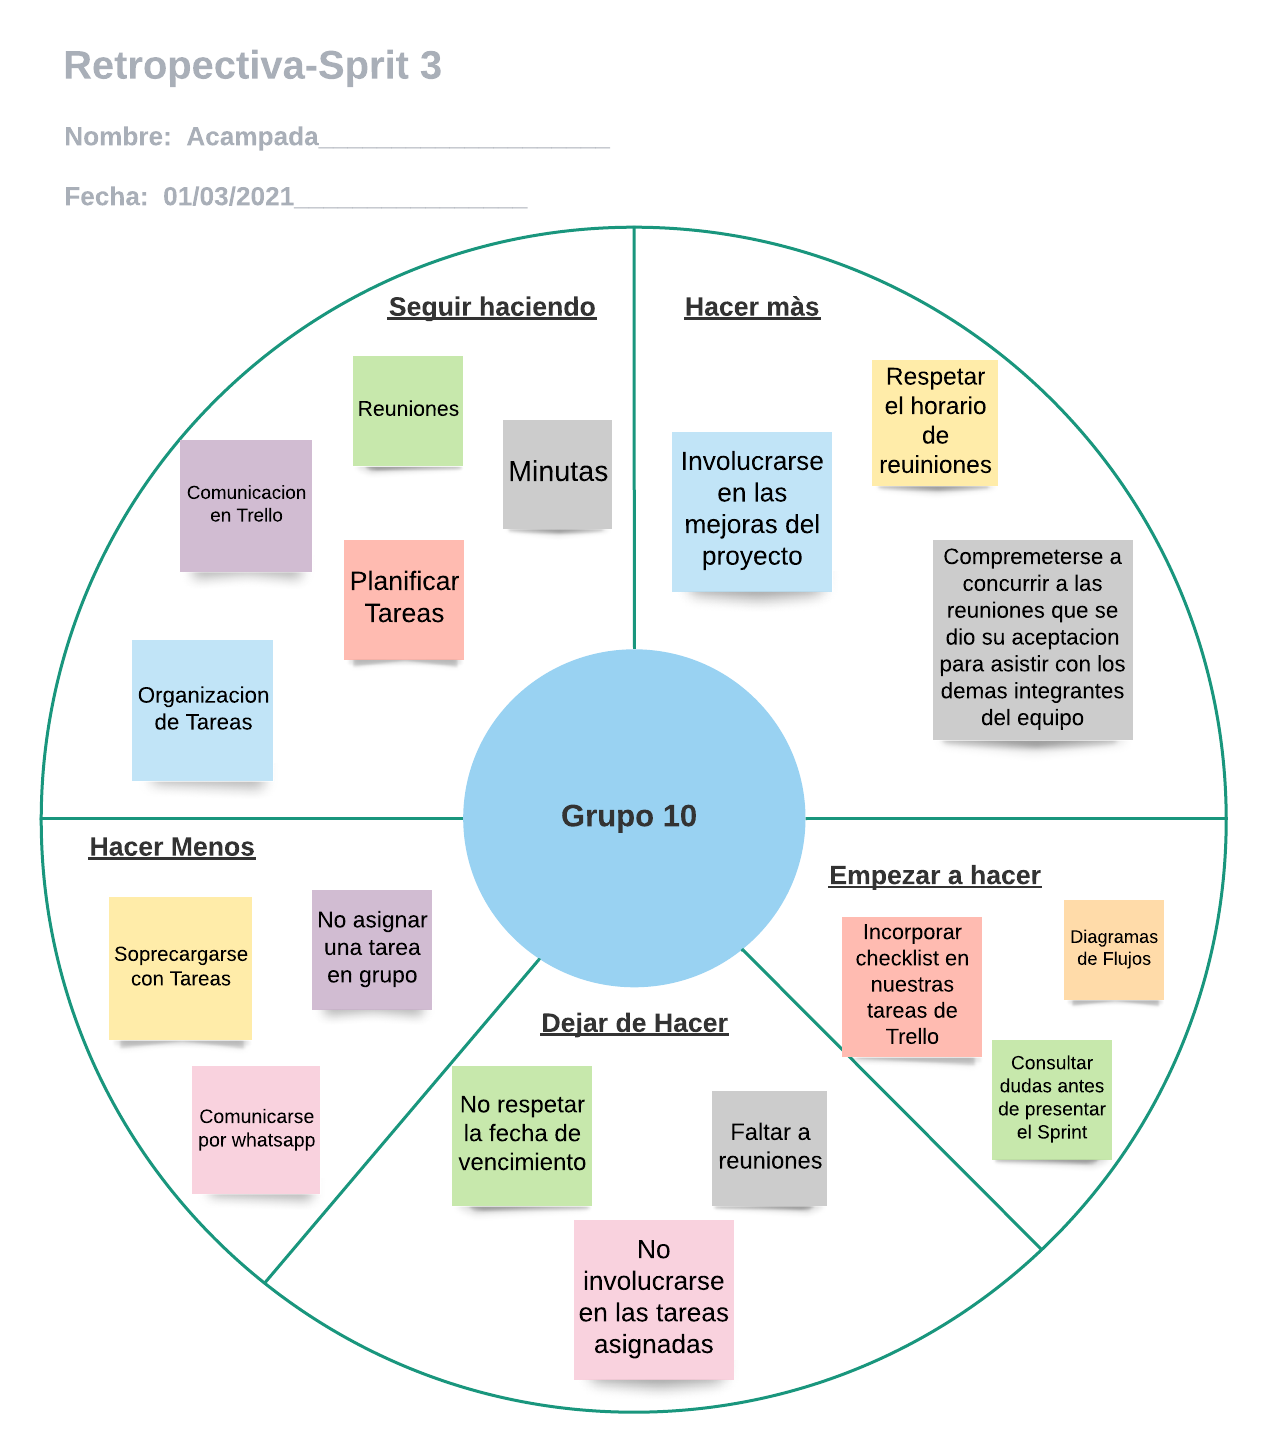 Retropectiva-Sprit 3
Nombre: Acampada____________________
Fecha: 01/03/2021________________
Seguir haciendo
Reuniones
Minutas
Comunicacion
en Trello
Planificar
Tareas
Organizacion
de Tareas
Hacer màs
Respetar
el horario
de
reuiniones
Involucrarse
en las
mejoras del
proyecto
Compremeterse a
concurrir a las
reuniones que se
dio su aceptacion
para asistir con los
demas integrantes
del equipo
Grupo 10
Hacer Menos
Soprecargarse
con Tareas
No asignar
una tarea
en grupo
Comunicarse
por whatsapp
Dejar de Hacer
No respetar
la fecha de
vencimiento
Faltar a
reuniones
No
involucrarse
en las tareas
asignadas
Empezar a hacer
Incorporar
checklist en
nuestras
tareas de
Trello
Diagramas
de Flujos
Consultar
dudas antes
de presentar
el Sprint